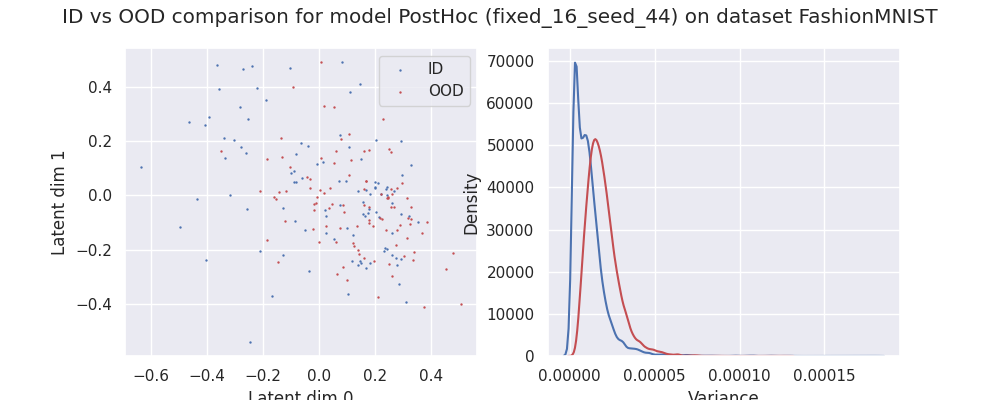 ID vs OOD comparison for model PostHoc (fixed_16_seed_44) on dataset FashionMNIST
ID
OOD
Latent dim 1
0.4
0.2
0.0
−0.2
−0.4
−0.6 −0.4 −0.2 0.0 0.2 0.4
Latent dim 0
Density
70000
60000
50000
40000
30000
20000
10000
0
0.00000 0.00005 0.00010 0.00015
Variance